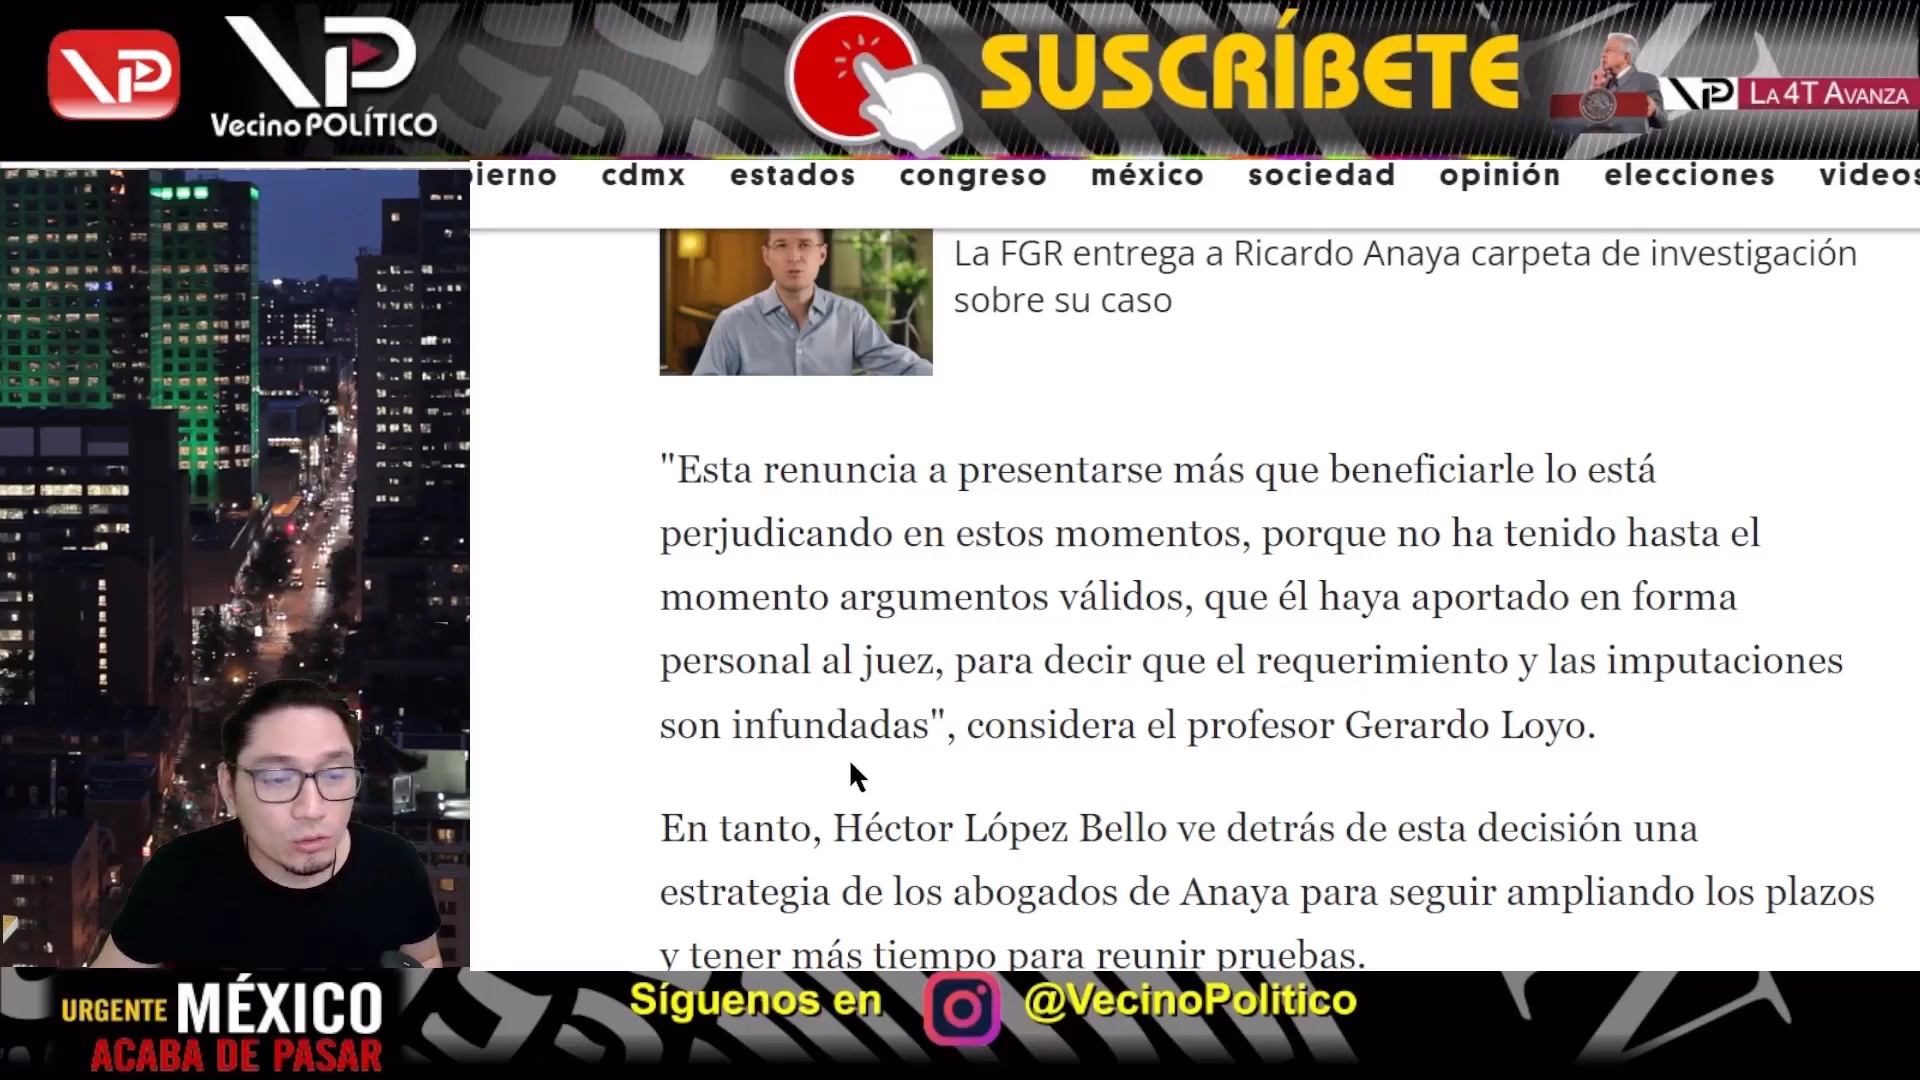 VP
VP
VecinoPOLÍTICO
SUSCRÍBETE
VP LA 4T AVANZA
ierno cdmx estados congreso méxico sociedad opinión elecciones videos
La FGR entrega a Ricardo Anaya carpeta de investigación
sobre su caso
"Esta renuncia a presentarse más que beneficiarle lo está
perjudicando en estos momentos, porque no ha tenido hasta el
momento argumentos válidos, que él haya aportado en forma
personal al juez, para decir que el requerimiento y las imputaciones
son infundadas", considera el profesor Gerardo Loyo.
En tanto, Héctor López Bello ve detrás de esta decisión una
estrategia de los abogados de Anaya para seguir ampliando los plazos
y tener más tiempo para reunir pruebas.
URGENTE MÉXICO
ACABA DE PASAR
Síguenos en @VecinoPolitico